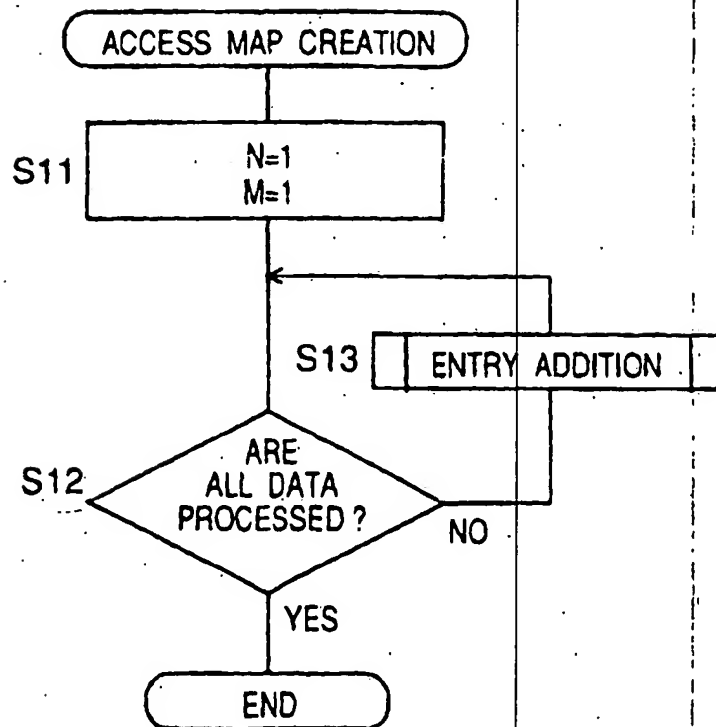 ACCESS MAP CREATION
S11
N=1
M=1
S13
ENTRY ADDITION
S12
ARE
ALL DATA
PROCESSED?
NO
YES
END